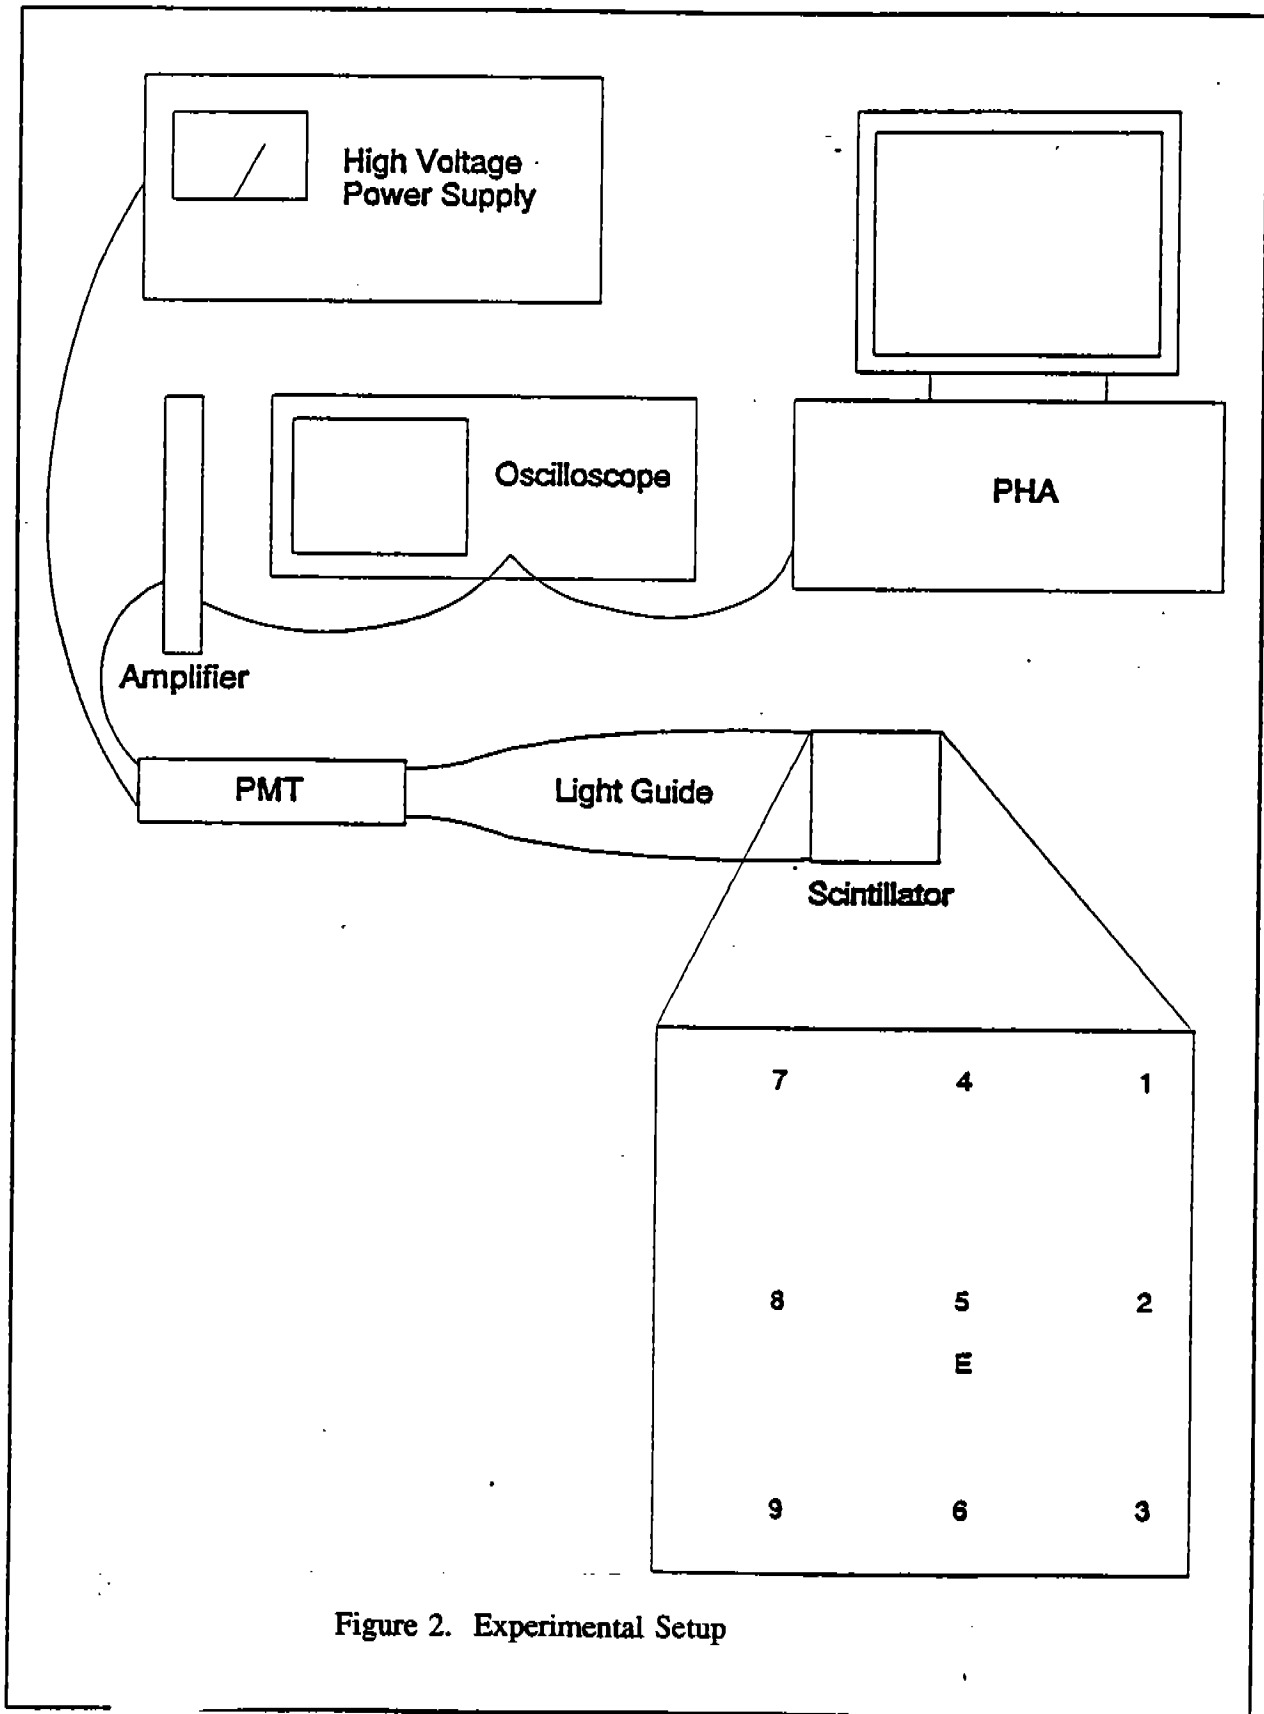 High Voltage
Power Supply
Oscilloscope
PHA
Amplifier
PMT
Light Guide
Scintillator
7 4 1
8 5 2
E
9 6 3
Figure 2. Experimental Setup